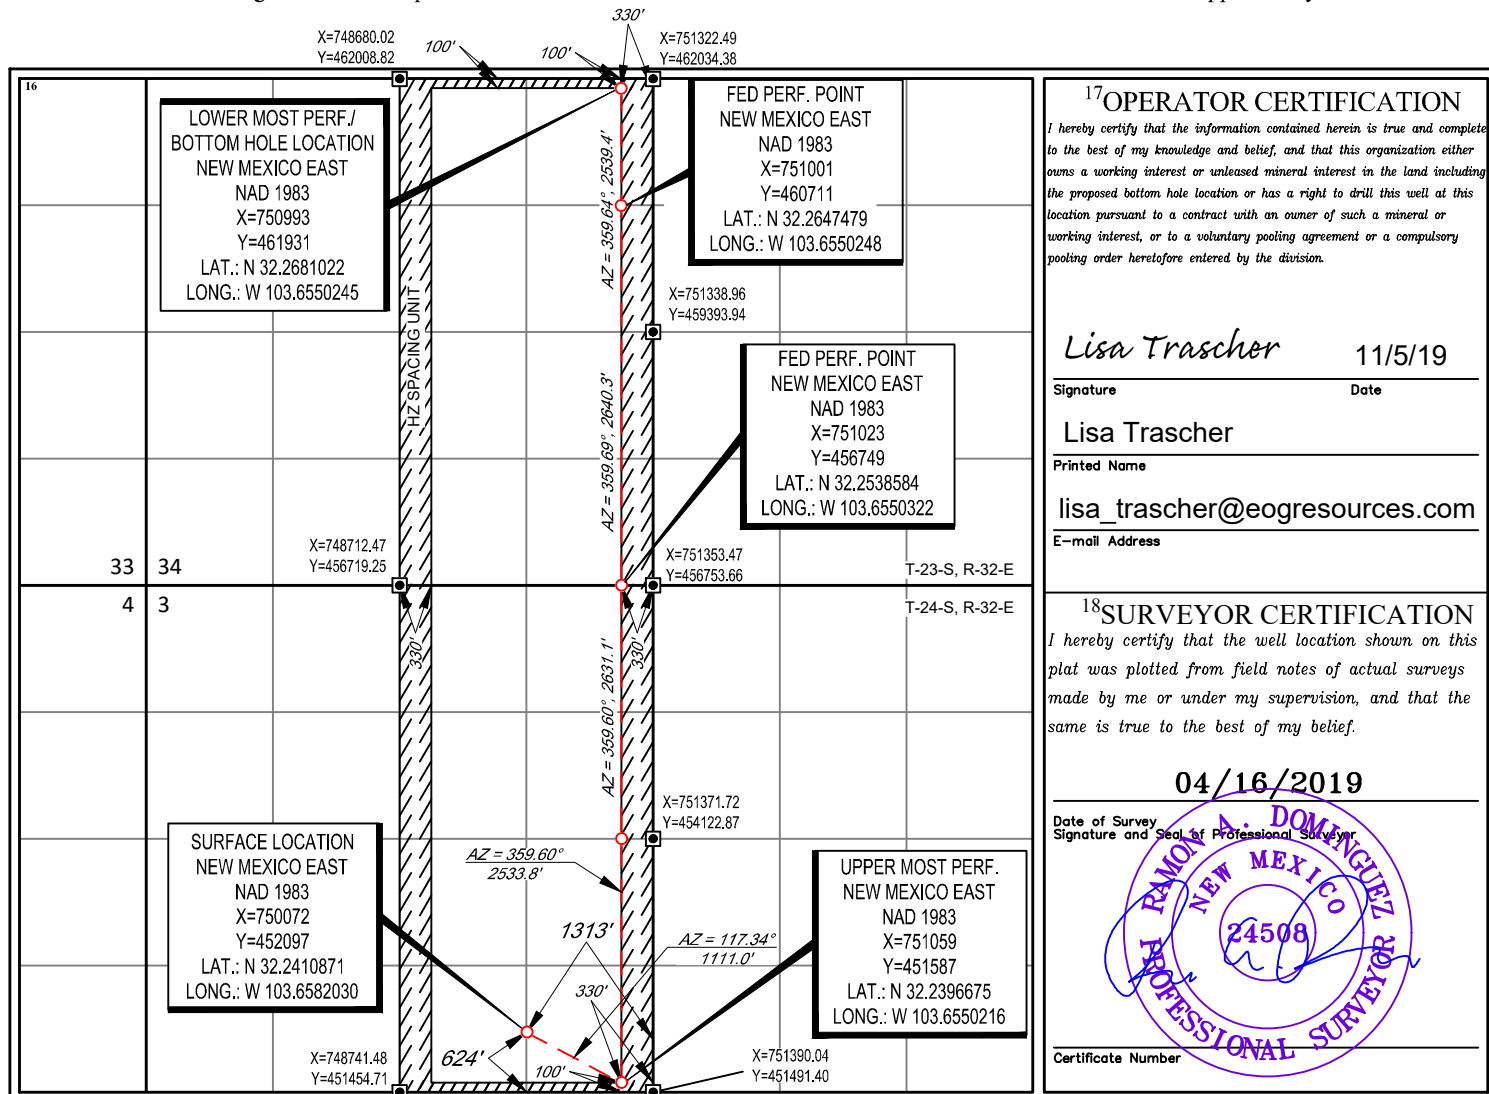 X=748680.02
Y=462008.82
100'
100'
330'
X=751322.49
Y=462034.38
16
LOWER MOST PERF./
BOTTOM HOLE LOCATION
NEW MEXICO EAST
NAD 1983
X=750993
Y=461931
LAT.: N 32.2681022
LONG.: W 103.6550245
FED PERF. POINT
NEW MEXICO EAST
NAD 1983
X=751001
Y=460711
LAT.: N 32.2647479
LONG.: W 103.6550248
AZ = 359.64°, 2539.4'
X=751338.96
Y=459393.94
HZ SPACING UNIT
FED PERF. POINT
NEW MEXICO EAST
NAD 1983
X=751023
Y=456749
LAT.: N 32.2538584
LONG.: W 103.6550322
AZ = 359.69°, 2640.3'
X=748712.47
Y=456719.25
X=751353.47
Y=456753.66
33 34
T-23-S, R-32-E
4 3
T-24-S, R-32-E
330'
330'
AZ = 359.60°, 2631.1'
X=751371.72
Y=454122.87
SURFACE LOCATION
NEW MEXICO EAST
NAD 1983
X=750072
Y=452097
LAT.: N 32.2410871
LONG.: W 103.6582030
AZ = 359.60°
2533.8'
1313'
AZ = 117.34°
1111.0'
UPPER MOST PERF.
NEW MEXICO EAST
NAD 1983
X=751059
Y=451587
LAT.: N 32.2396675
LONG.: W 103.6550216
330'
624'
100'
X=748741.48
Y=451454.71
X=751390.04
Y=451491.40
17OPERATOR CERTIFICATION
I hereby certify that the information contained herein is true and complete
to the best of my knowledge and belief, and that this organization either
owns a working interest or unleased mineral interest in the land including
the proposed bottom hole location or has a right to drill this well at this
location pursuant to a contract with an owner of such a mineral or
working interest, or to a voluntary pooling agreement or a compulsory
pooling order heretofore entered by the division.
Lisa Trascher 11/5/19
Signature Date
Lisa Trascher
Printed Name
lisa_trascher@eogresources.com
E-mail Address
18SURVEYOR CERTIFICATION
I hereby certify that the well location shown on this
plat was plotted from field notes of actual surveys
made by me or under my supervision, and that the
same is true to the best of my belief.
04/16/2019
Date of Survey
Signature and Seal of Professional Surveyor
RAMON A. DOMINGUEZ
NEW MEXICO
24508
PROFESSIONAL SURVEYOR
Certificate Number